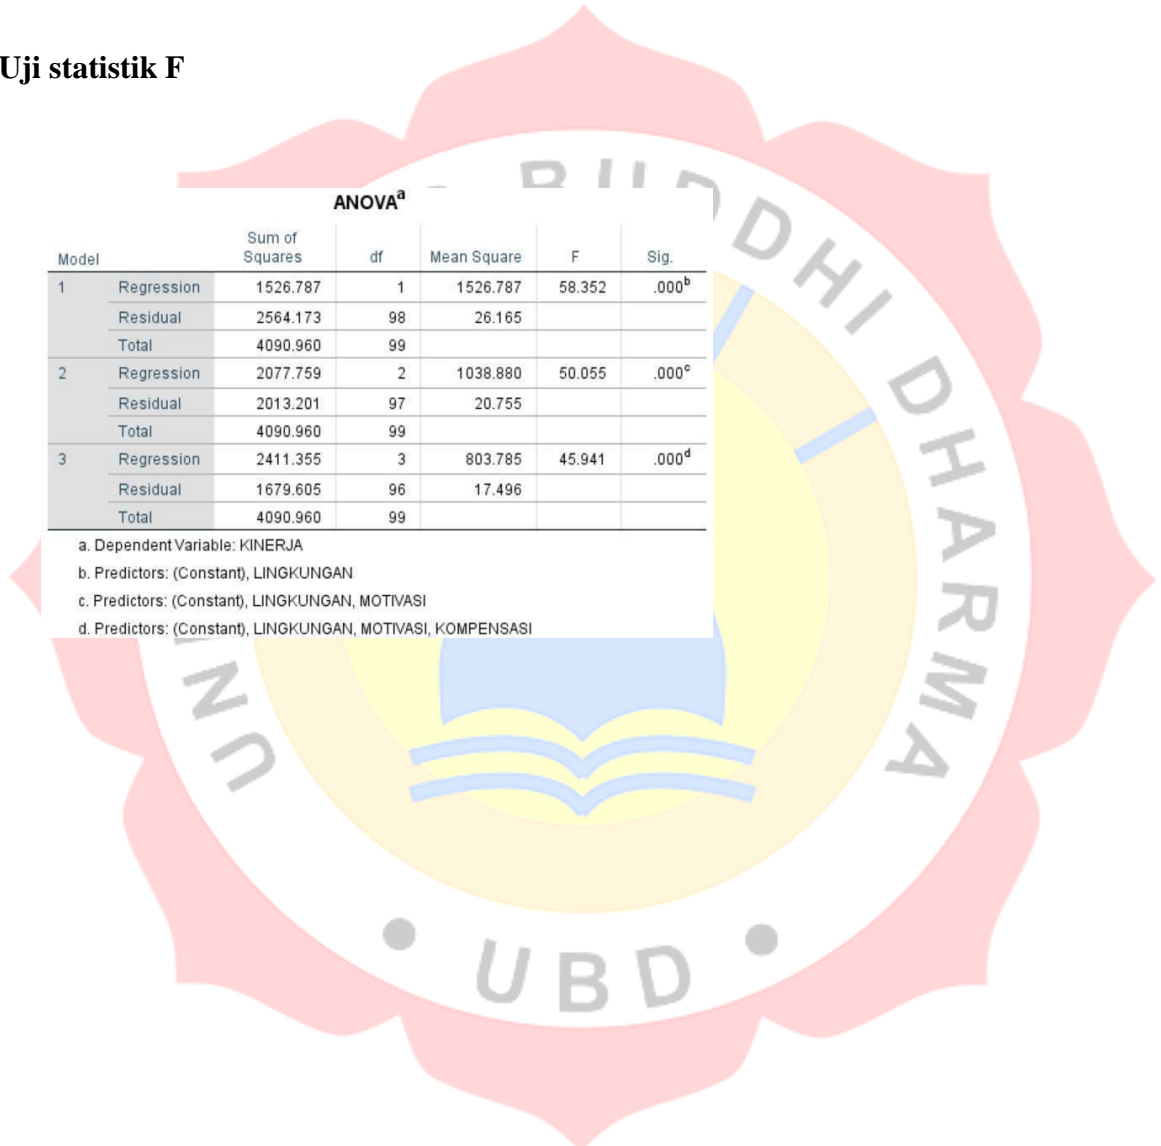 Uji statistik F
ANOVAa
Model Sum of Squares df Mean Square F Sig.
1 Regression 1526.787 1 1526.787 58.352 .000b
Residual 2564.173 98 26.165
Total 4090.960 99
2 Regression 2077.759 2 1038.880 50.055 .000c
Residual 2013.201 97 20.755
Total 4090.960 99
3 Regression 2411.355 3 803.785 45.941 .000d
Residual 1679.605 96 17.496
Total 4090.960 99
a. Dependent Variable: KINERJA
b. Predictors: (Constant), LINGKUNGAN
c. Predictors: (Constant), LINGKUNGAN, MOTIVASI
d. Predictors: (Constant), LINGKUNGAN, MOTIVASI, KOMPENSASI
BUDDHI DHARMA
UBD